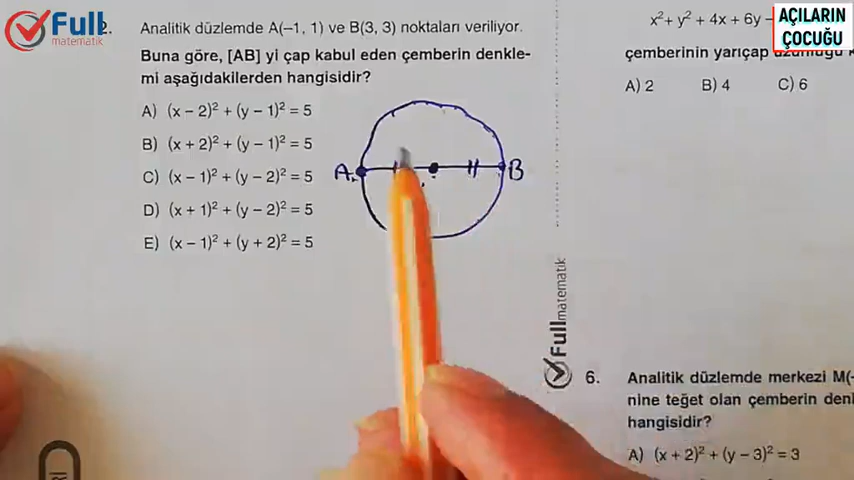 Full
matematik
2.
Analitik düzlemde A(–1, 1) ve B(3, 3) noktaları veriliyor.
Buna göre, [AB] yi çap kabul eden çemberin denkle-
mi aşağıdakilerden hangisidir?
A) (x – 2)² + (y – 1)² = 5
B) (x + 2)² + (y – 1)² = 5
C) (x – 1)² + (y – 2)² = 5
D) (x + 1)² + (y – 2)² = 5
E) (x – 1)² + (y + 2)² = 5
A
B
x² + y² + 4x + 6y –
çemberinin yarıçap uzunluğu
A) 2 B) 4 C) 6
AÇILARIN
ÇOCUĞU
Fullmatematik
6.
Analitik düzlemde merkezi M(–
nine teğet olan çemberin den
hangisidir?
A) (x + 2)² + (y – 3)² = 3